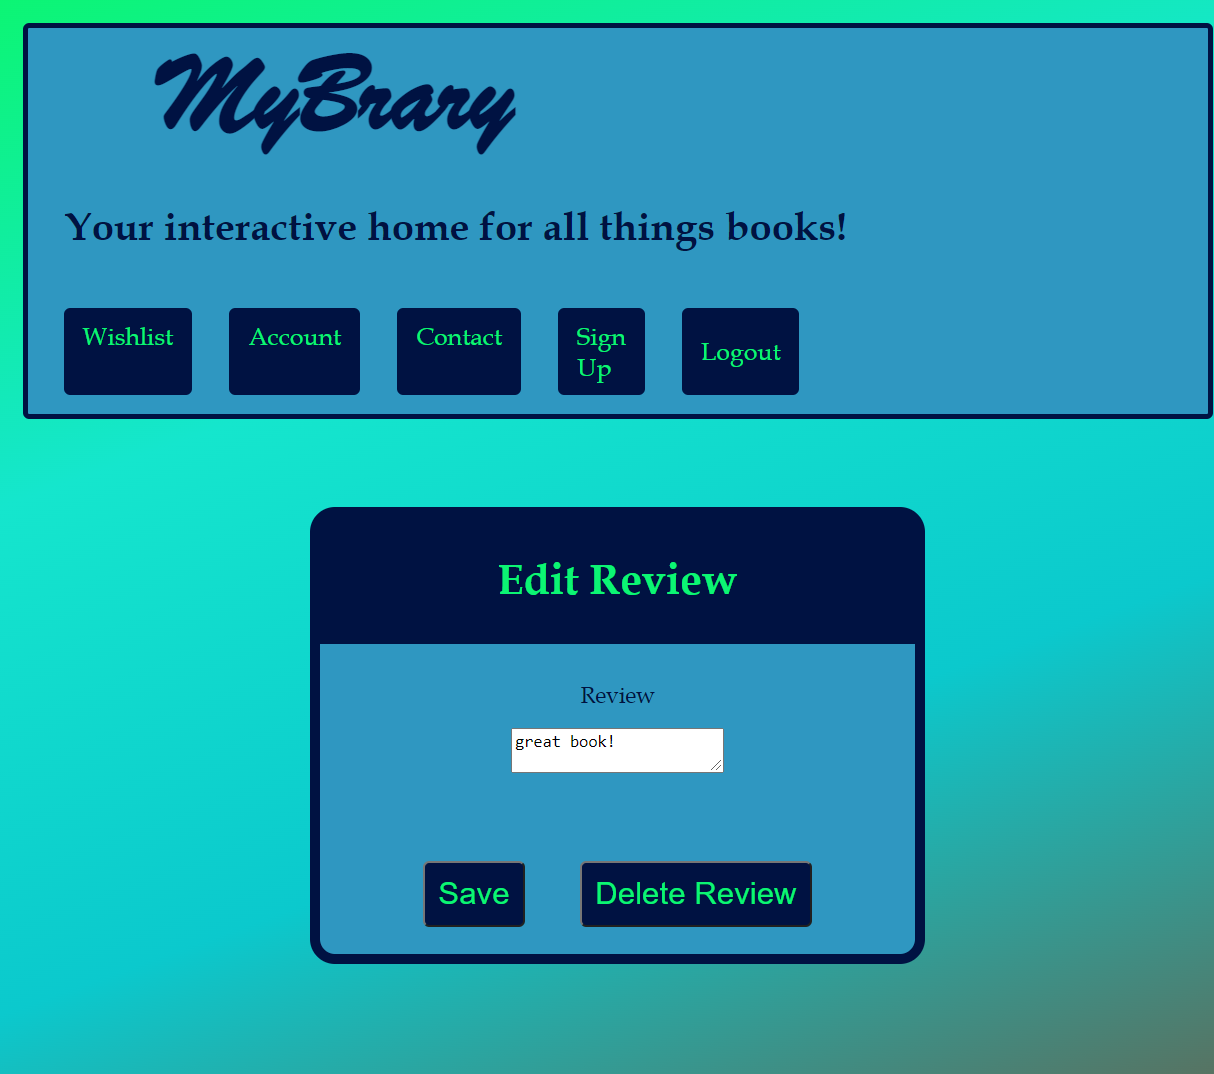 MyBrary
Your interactive home for all things books!
Wishlist
Account
Contact
Sign
Up
Logout
Edit Review
Review
great book!
Save
Delete Review